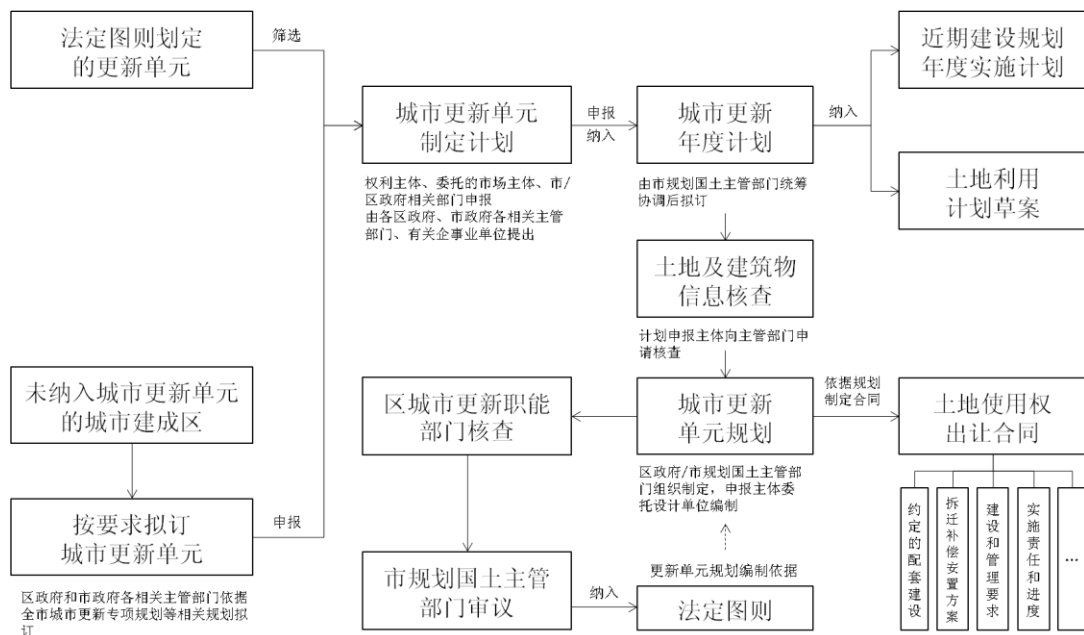 法定图则划定
的更新单元
筛选
城市更新单元
制定计划
权利主体、委托的市场主体、市/
区政府相关部门申报
由各区政府、市政府各相关主管
部门、有关企事业单位提出
申报
纳入
城市更新
年度计划
由市规划国土主管部门统筹
协调后拟订
纳入
近期建设规划
年度实施计划
土地利用
计划草案
土地及建筑物
信息核查
计划申报主体向主管部门申
请核查
未纳入城市更新单元
的城市建成区
按要求拟订
城市更新单元
申报
区政府和市政府各相关主管部门依据
全市城市更新专项规划等相关规划拟
订
区城市更新职能
部门核查
城市更新
单元规划
区政府/市规划国土主管部
门组织制定，申报主体委
托设计单位编制
依据规划
制定合同
土地使用权
出让合同
约定的配套建设
拆迁补偿安置方案
建设和管理要求
实施责任和进度
…
市规划国土主管
部门审议
纳入
更新单元规划编制依据
法定图则